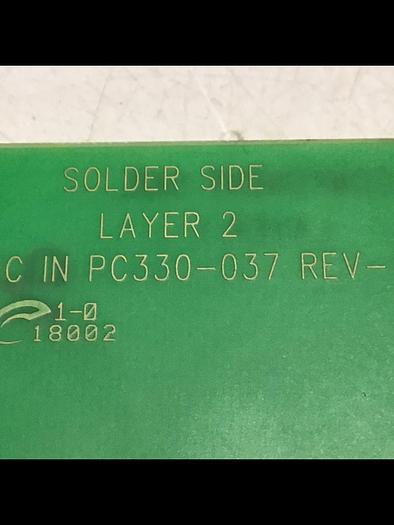 SOLDER SIDE
LAYER 2
C IN PC330-037 REV-
1-0
18002